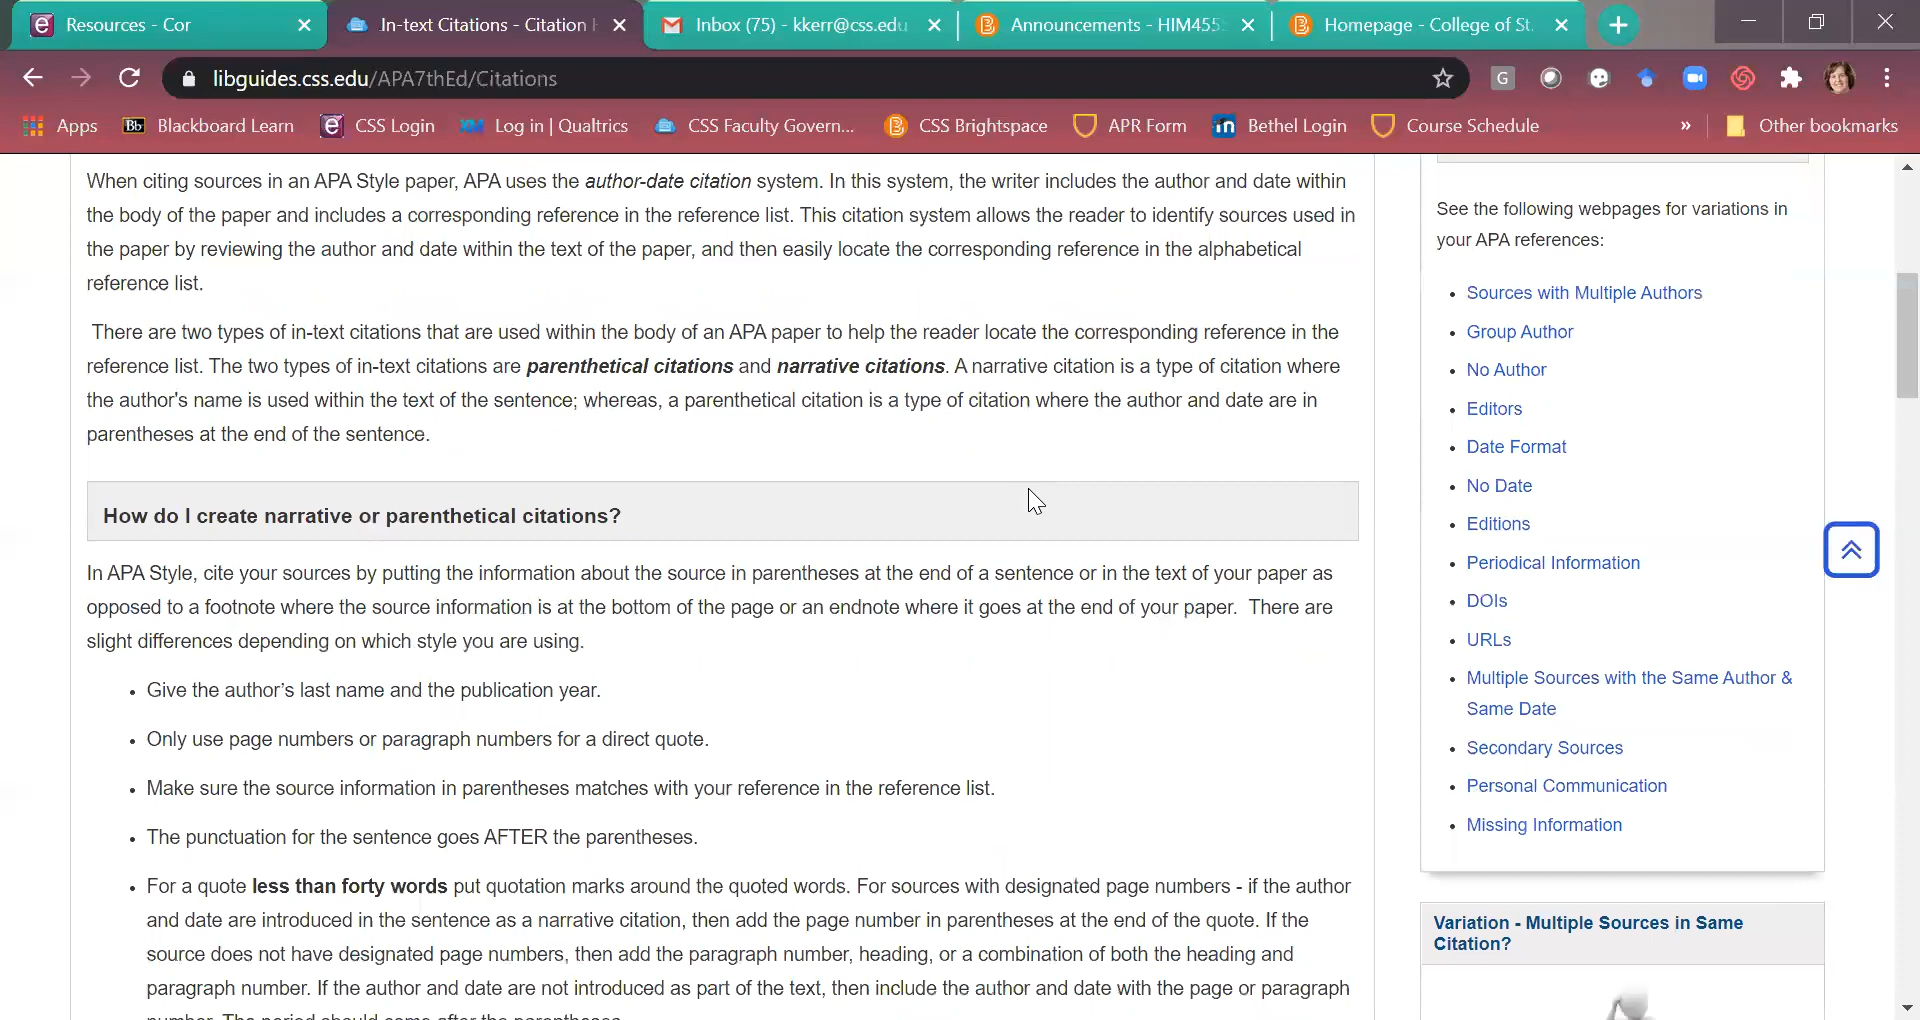 Resources - Cor
In-text Citations - Citation
Inbox (75) - kkerr@css.edu
Announcements - HIM455
Homepage - College of St.
libguides.css.edu/APA7thEd/Citations
Apps
Blackboard Learn
CSS Login
Log in | Qualtrics
CSS Faculty Govern...
CSS Brightspace
APR Form
Bethel Login
Course Schedule
»
Other bookmarks
When citing sources in an APA Style paper, APA uses the author-date citation system. In this system, the writer includes the author and date within
the body of the paper and includes a corresponding reference in the reference list. This citation system allows the reader to identify sources used in
the paper by reviewing the author and date within the text of the paper, and then easily locate the corresponding reference in the alphabetical
reference list.
There are two types of in-text citations that are used within the body of an APA paper to help the reader locate the corresponding reference in the
reference list. The two types of in-text citations are parenthetical citations and narrative citations. A narrative citation is a type of citation where
the author's name is used within the text of the sentence; whereas, a parenthetical citation is a type of citation where the author and date are in
parentheses at the end of the sentence.
How do I create narrative or parenthetical citations?
In APA Style, cite your sources by putting the information about the source in parentheses at the end of a sentence or in the text of your paper as
opposed to a footnote where the source information is at the bottom of the page or an endnote where it goes at the end of your paper. There are
slight differences depending on which style you are using.
• Give the author’s last name and the publication year.
• Only use page numbers or paragraph numbers for a direct quote.
• Make sure the source information in parentheses matches with your reference in the reference list.
• The punctuation for the sentence goes AFTER the parentheses.
• For a quote less than forty words put quotation marks around the quoted words. For sources with designated page numbers - if the author
and date are introduced in the sentence as a narrative citation, then add the page number in parentheses at the end of the quote. If the
source does not have designated page numbers, then add the paragraph number, heading, or a combination of both the heading and
paragraph number. If the author and date are not introduced as part of the text, then include the author and date with the page or paragraph
number. The period should come after the parentheses.
See the following webpages for variations in
your APA references:
• Sources with Multiple Authors
• Group Author
• No Author
• Editors
• Date Format
• No Date
• Editions
• Periodical Information
• DOIs
• URLs
• Multiple Sources with the Same Author &
Same Date
• Secondary Sources
• Personal Communication
• Missing Information
Variation - Multiple Sources in Same
Citation?